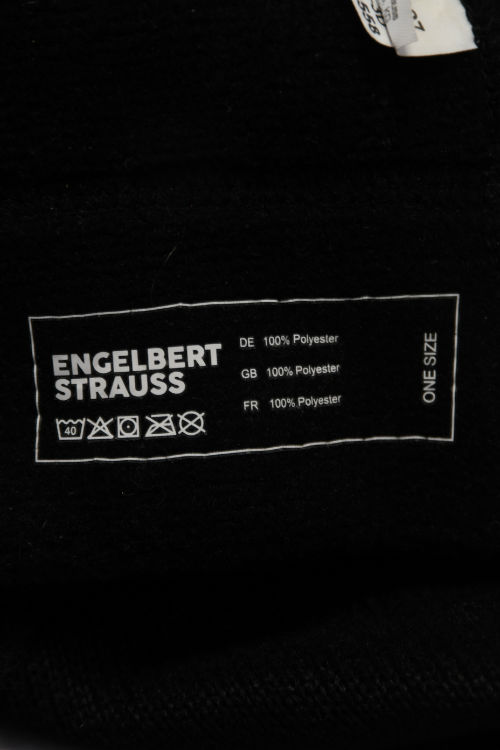 ENGELBERT
STRAUSS
40
DE 100% Polyester
GB 100% Polyester
FR 100% Polyester
ONE SIZE